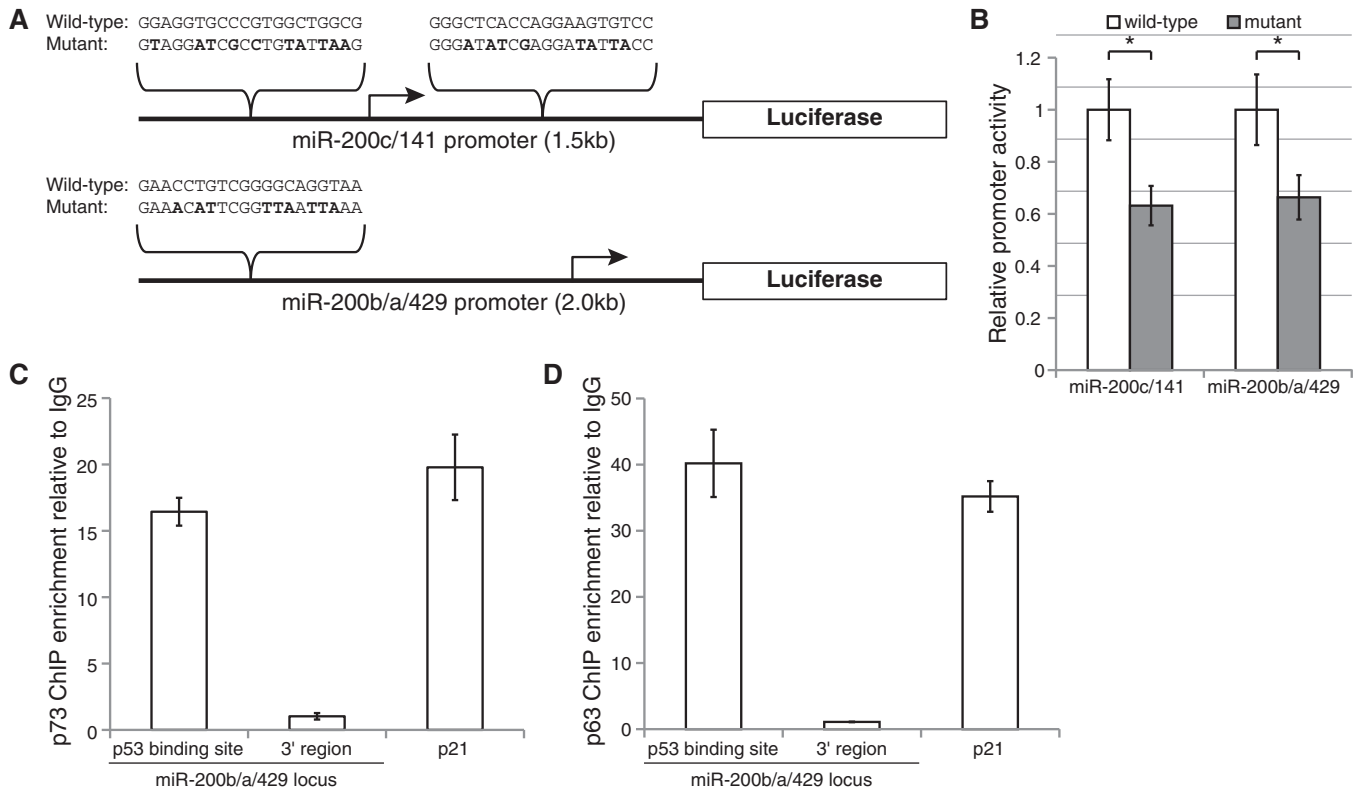 A
Wild-type: GGAGGTGCCCGTGGCTGGCG GGGCTCACCAGGAAGTGTCC
Mutant: GTAGGATCGCCTGTATTAAG GGGATATCGAGGATATTACC
miR-200c/141 promoter (1.5kb)
Luciferase
Wild-type: GAACCTGTCGGGGCAGGTAA
Mutant: GAAACATTCGGTTAATTAAA
miR-200b/a/429 promoter (2.0kb)
Luciferase
B
wild-type mutant
* *
Relative promoter activity
1.2
1
0.8
0.6
0.4
0.2
0
miR-200c/141 miR-200b/a/429
C
p73 ChIP enrichment relative to IgG
25
20
15
10
5
0
p53 binding site 3' region p21
miR-200b/a/429 locus
D
p63 ChIP enrichment relative to IgG
50
40
30
20
10
0
p53 binding site 3' region p21
miR-200b/a/429 locus